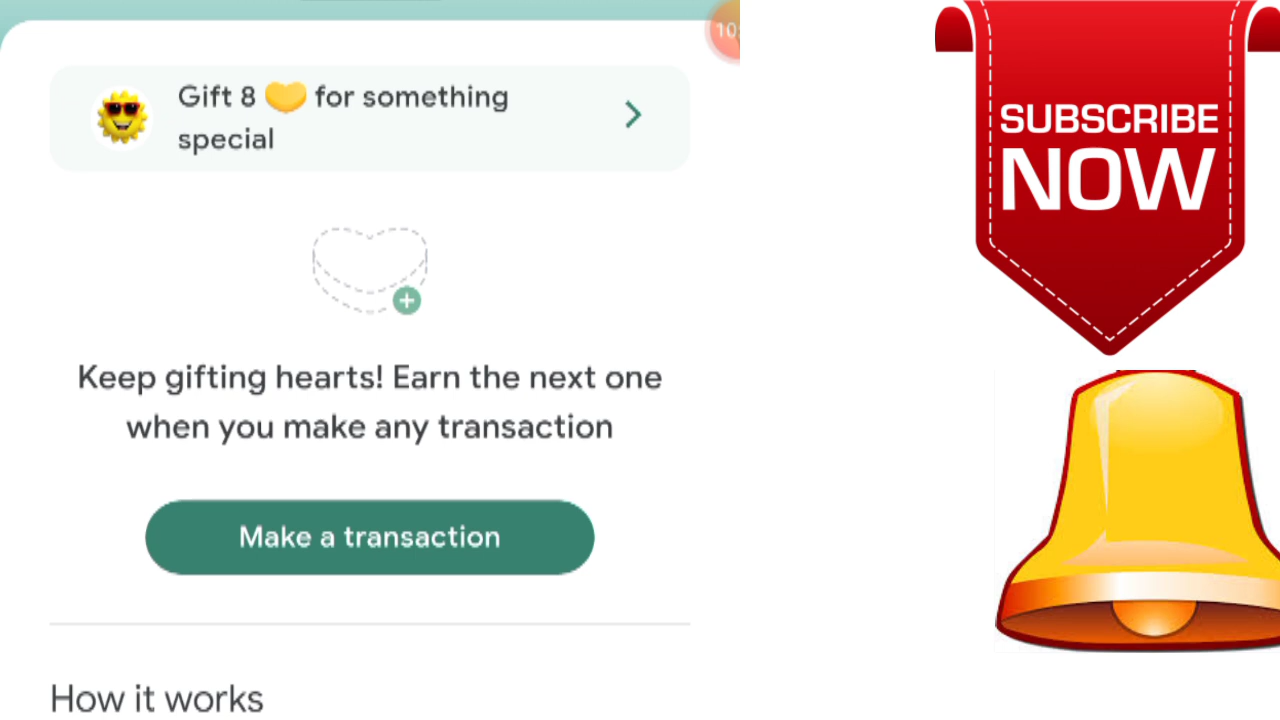 Gift 8 💛 for something
special
Keep gifting hearts! Earn the next one
when you make any transaction
Make a transaction
How it works
10:
SUBSCRIBE
NOW